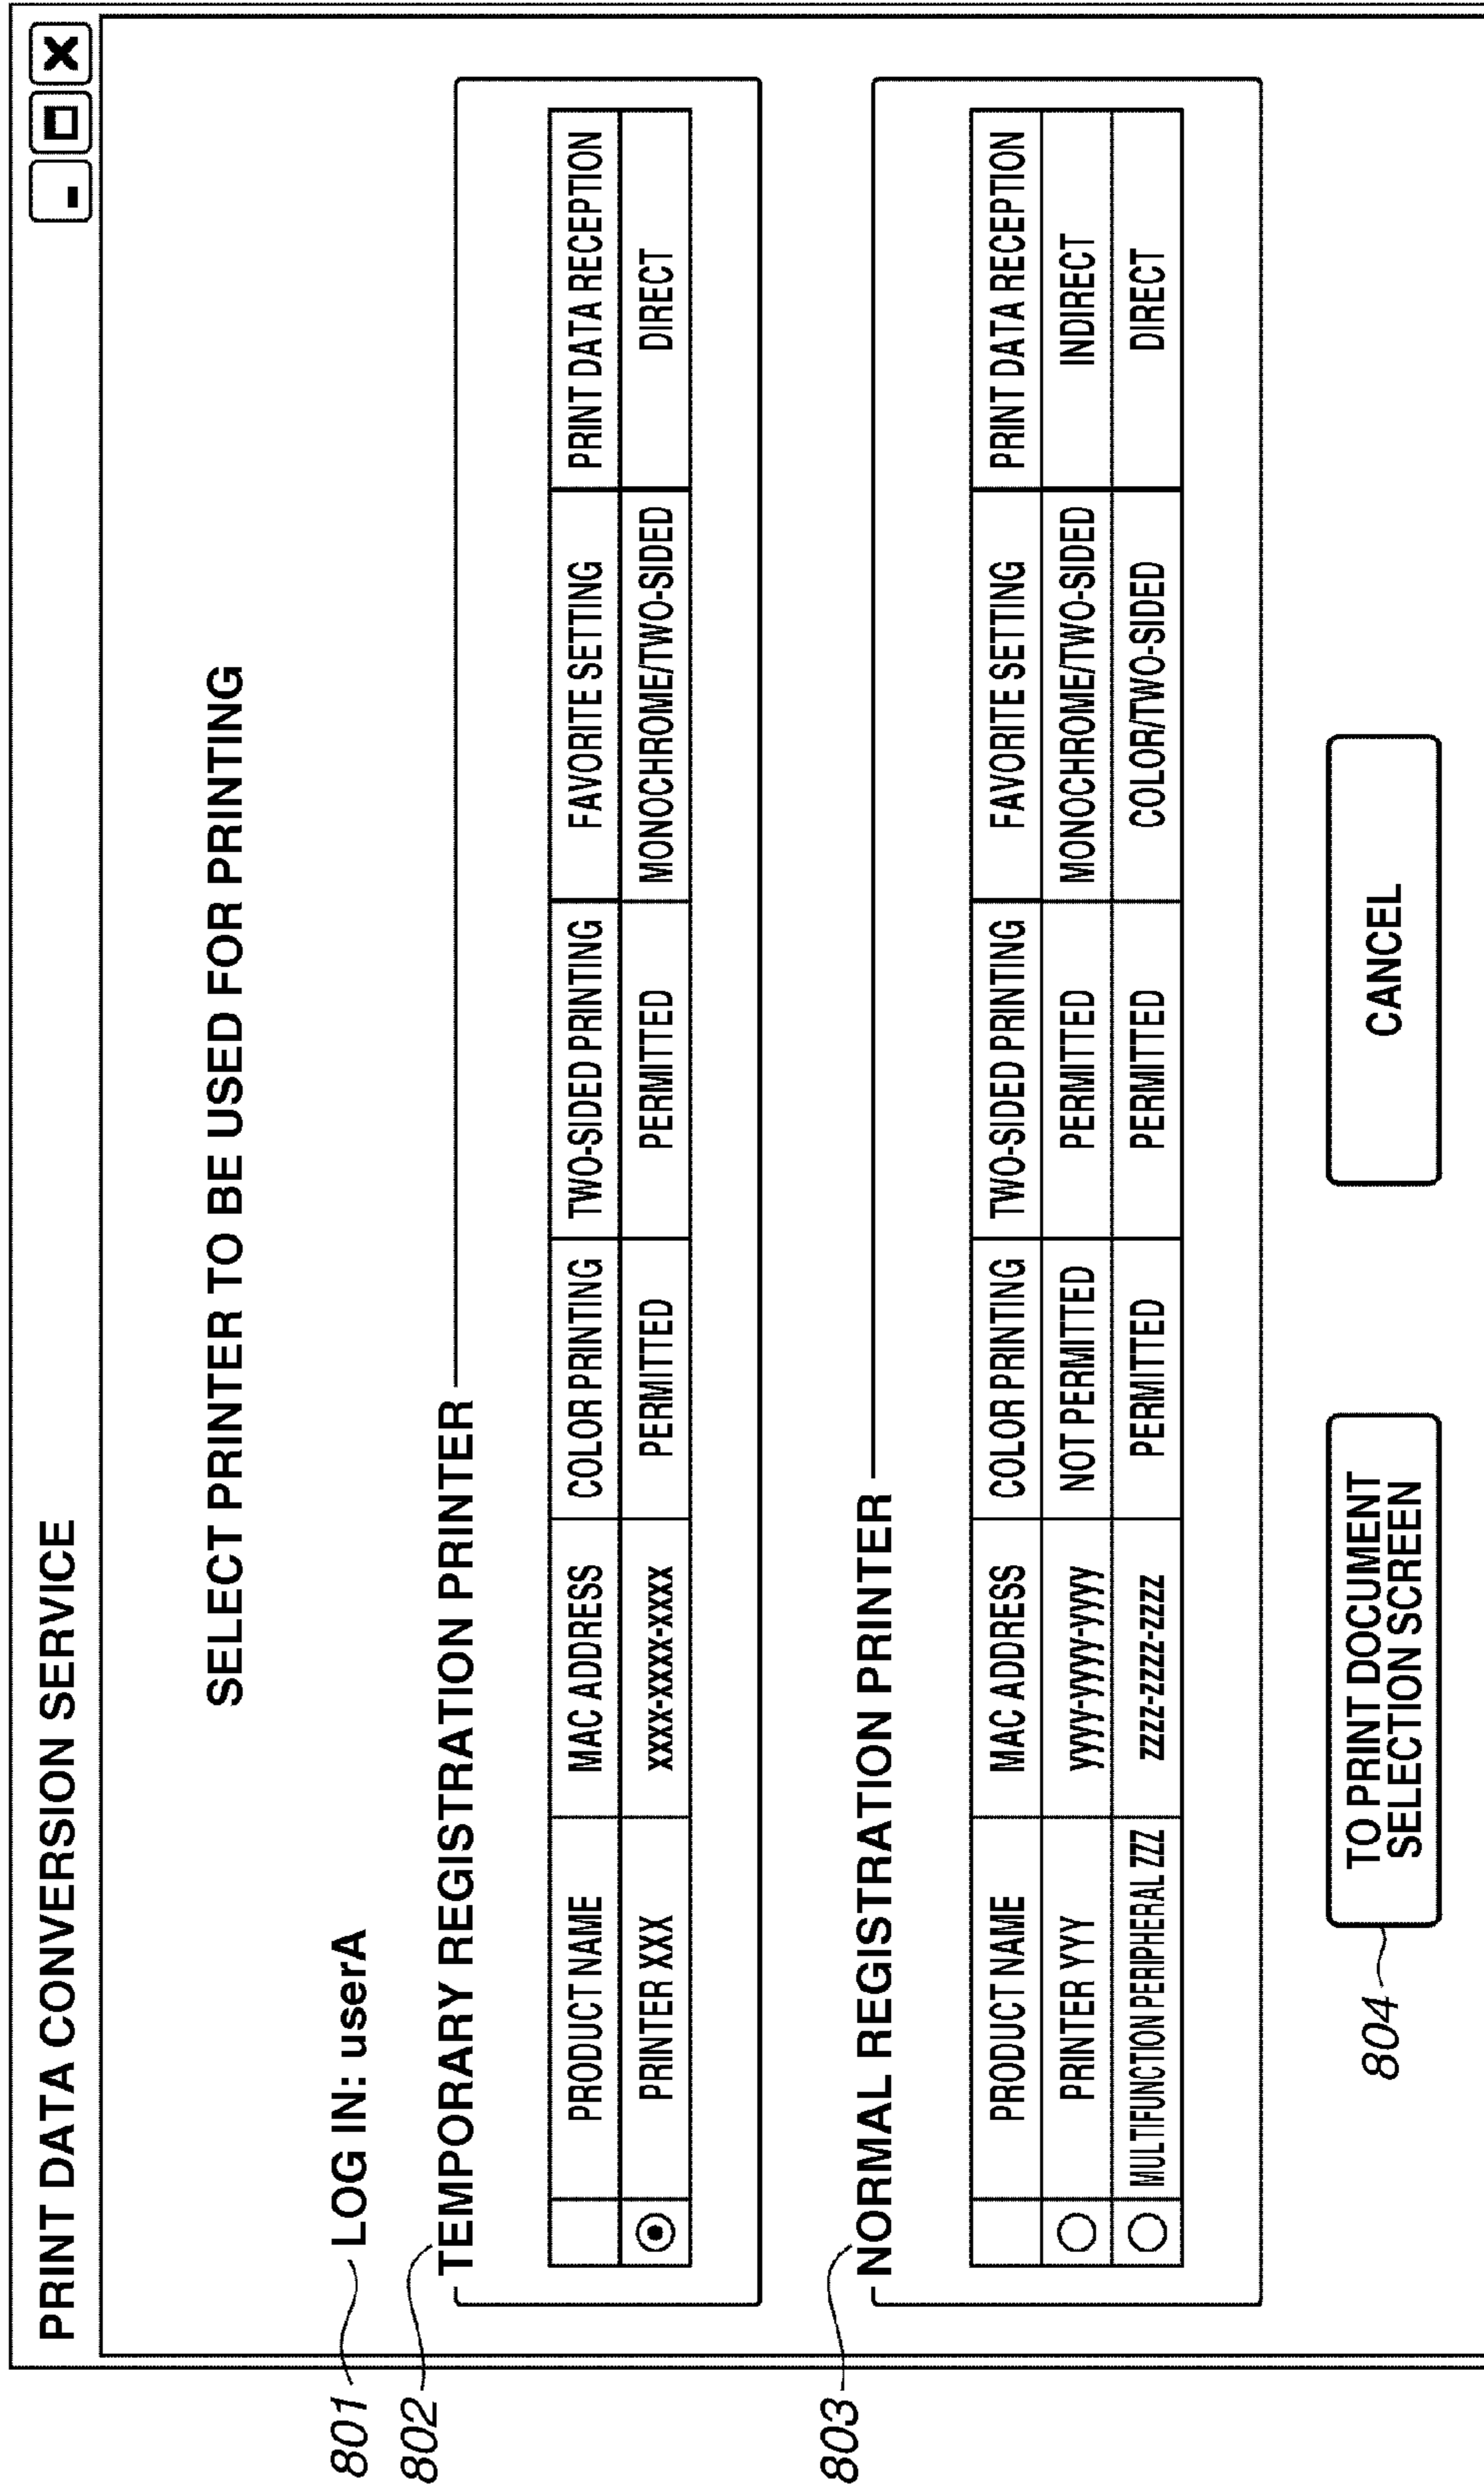 PRINT DATA CONVERSION SERVICE
SELECT PRINTER TO BE USED FOR PRINTING
801 LOG IN: userA
802 TEMPORARY REGISTRATION PRINTER
PRODUCT NAME MAC ADDRESS COLOR PRINTING TWO-SIDED PRINTING FAVORITE SETTING PRINT DATA RECEPTION
PRINTER XXX xxxx-xxxx-xxxx PERMITTED PERMITTED MONOCHROME/TWO-SIDED DIRECT
803 NORMAL REGISTRATION PRINTER
PRODUCT NAME MAC ADDRESS COLOR PRINTING TWO-SIDED PRINTING FAVORITE SETTING PRINT DATA RECEPTION
PRINTER YYY yyyy-yyyy-yyyy NOT PERMITTED PERMITTED MONOCHROME/TWO-SIDED INDIRECT
MULTIFUNCTION PERIPHERAL ZZZ zzzz-zzzz-zzzz PERMITTED PERMITTED COLOR/TWO-SIDED DIRECT
804 TO PRINT DOCUMENT
SELECTION SCREEN
CANCEL